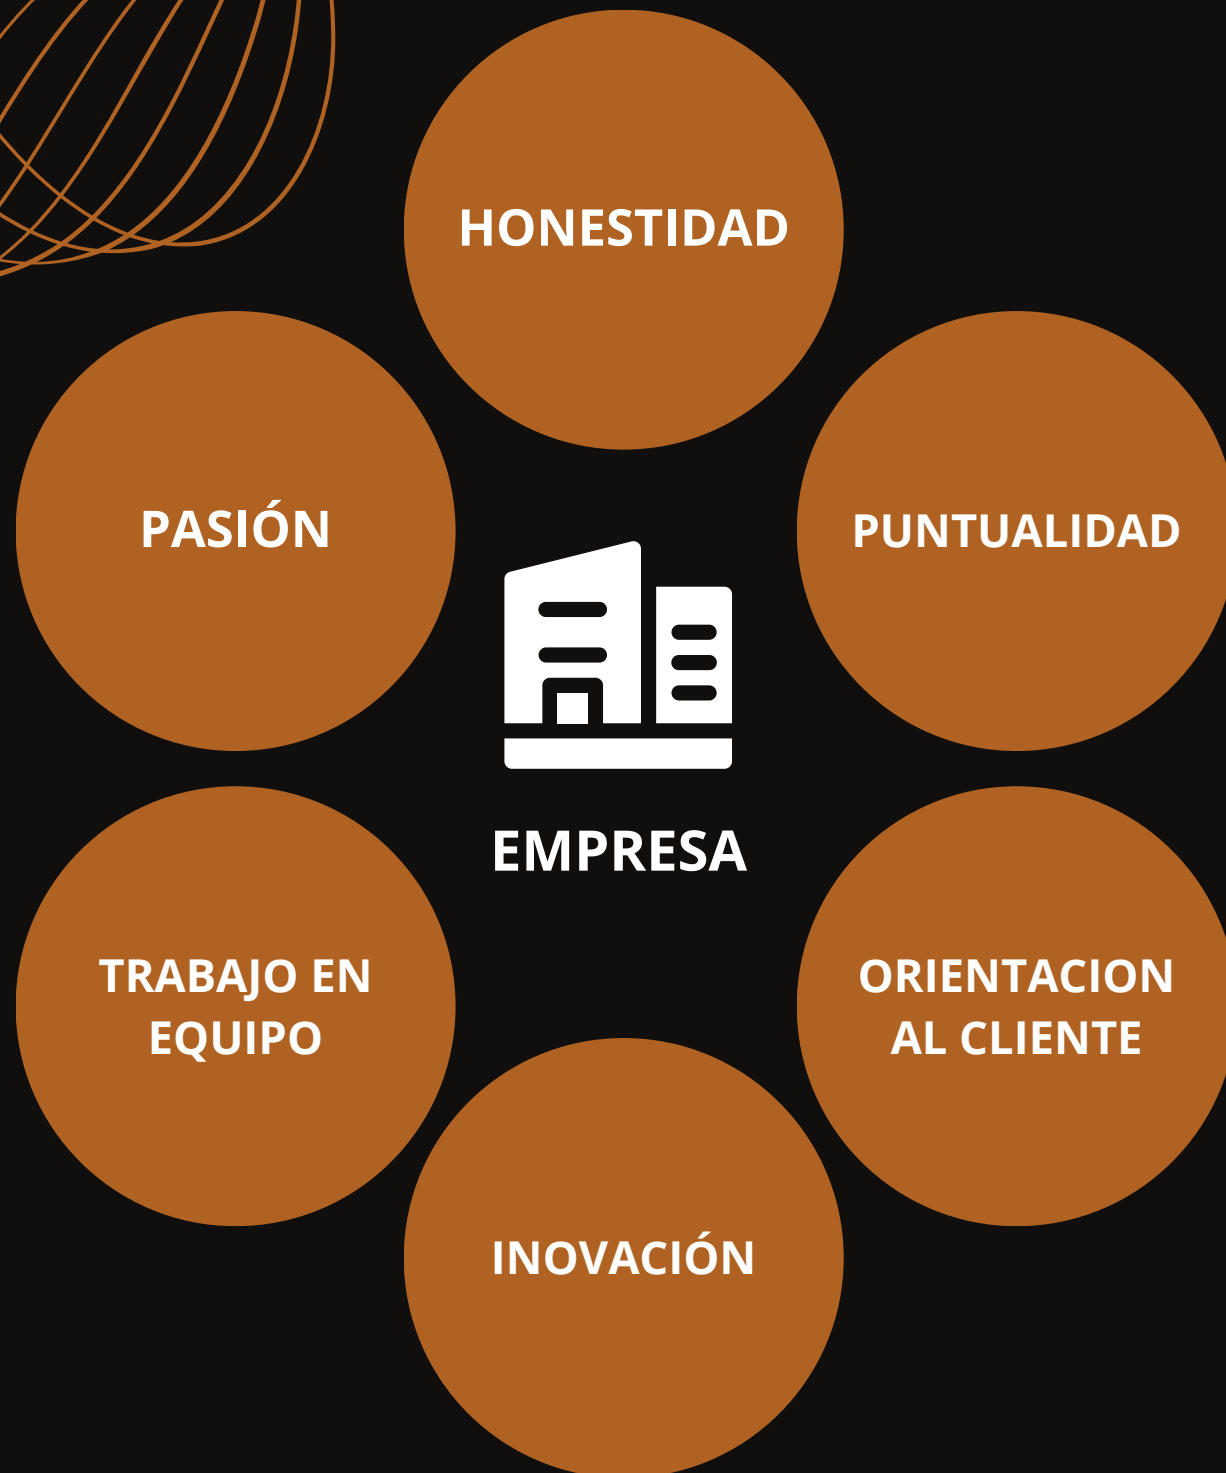 HONESTIDAD
PASIÓN
PUNTUALIDAD
EMPRESA
TRABAJO EN
EQUIPO
ORIENTACION
AL CLIENTE
INOVACIÓN